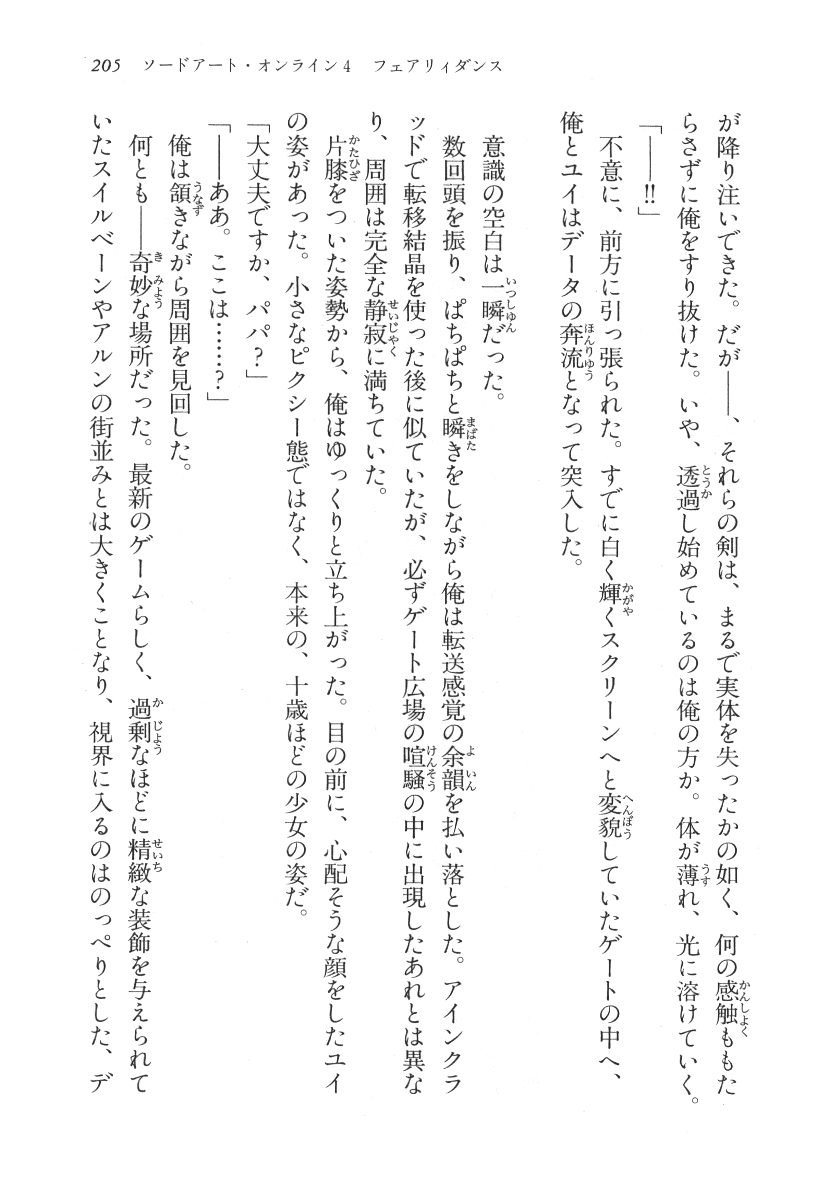 205　ソードアート・オンライン4　フェアリィダンス
が降り注いできた。だが――、それらの剣は、まるで実体を失ったかの如く、何の感触ももた
らさずに俺をすり抜けた。いや、透過し始めているのは俺の方か。体が薄れ、光に溶けていく。
「――!!」
　不意に、前方に引っ張られた。すでに白く輝くスクリーンへと変貌していたゲートの中へ、
俺とユイはデータの奔流となって突入した。
　意識の空白は一瞬だった。
　数回頭を振り、ぱちぱちと瞬きをしながら俺は転送感覚の余韻を払い落とした。アインクラ
ッドで転移結晶を使った後に似ていたが、必ずゲート広場の喧騒の中に出現したあれとは異な
り、周囲は完全な静寂に満ちていた。
　片膝をついた姿勢から、俺はゆっくりと立ち上がった。目の前に、心配そうな顔をしたユイ
の姿があった。小さなピクシー態ではなく、本来の、十歳ほどの少女の姿だ。
「大丈夫ですか、パパ？」
「――ああ。ここは……？」
　俺は頷きながら周囲を見回した。
　何とも――奇妙な場所だった。最新のゲームらしく、過剰なほどに精緻な装飾を与えられて
いたスイルベーンやアルンの街並みとは大きくことなり、視界に入るのはのっぺりとした、デ